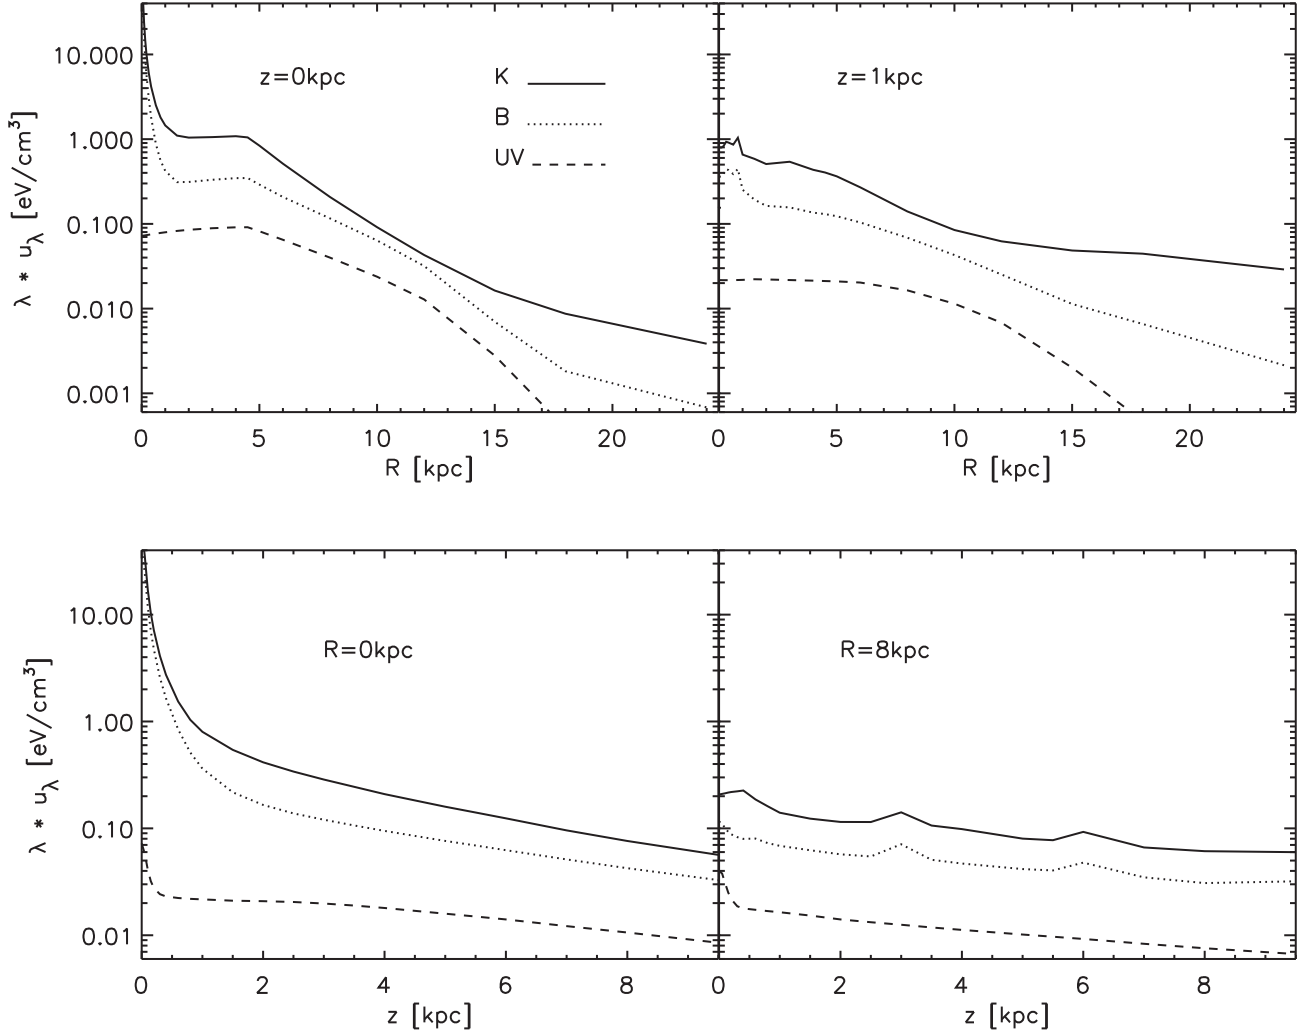 z=0kpc
K
B
UV
z=1kpc
10.000
1.000
0.100
0.010
0.001
λ * u_λ [eV/cm³]
0 5 10 15 20
R [kpc]
0 5 10 15 20
R [kpc]
R=0kpc
R=8kpc
10.00
1.00
0.10
0.01
λ * u_λ [eV/cm³]
0 2 4 6 8
z [kpc]
0 2 4 6 8
z [kpc]